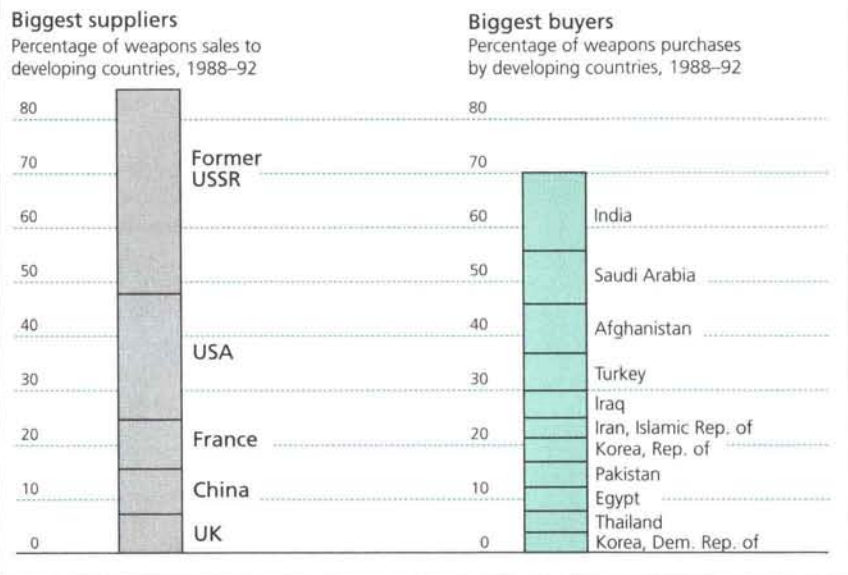 Biggest suppliers
Percentage of weapons sales to
developing countries, 1988–92
80
70
60
50
40
30
20
10
0
Former
USSR
USA
France
China
UK
Biggest buyers
Percentage of weapons purchases
by developing countries, 1988–92
80
70
60
50
40
30
20
10
0
India
Saudi Arabia
Afghanistan
Turkey
Iraq
Iran, Islamic Rep. of
Korea, Rep. of
Pakistan
Egypt
Thailand
Korea, Dem. Rep. of